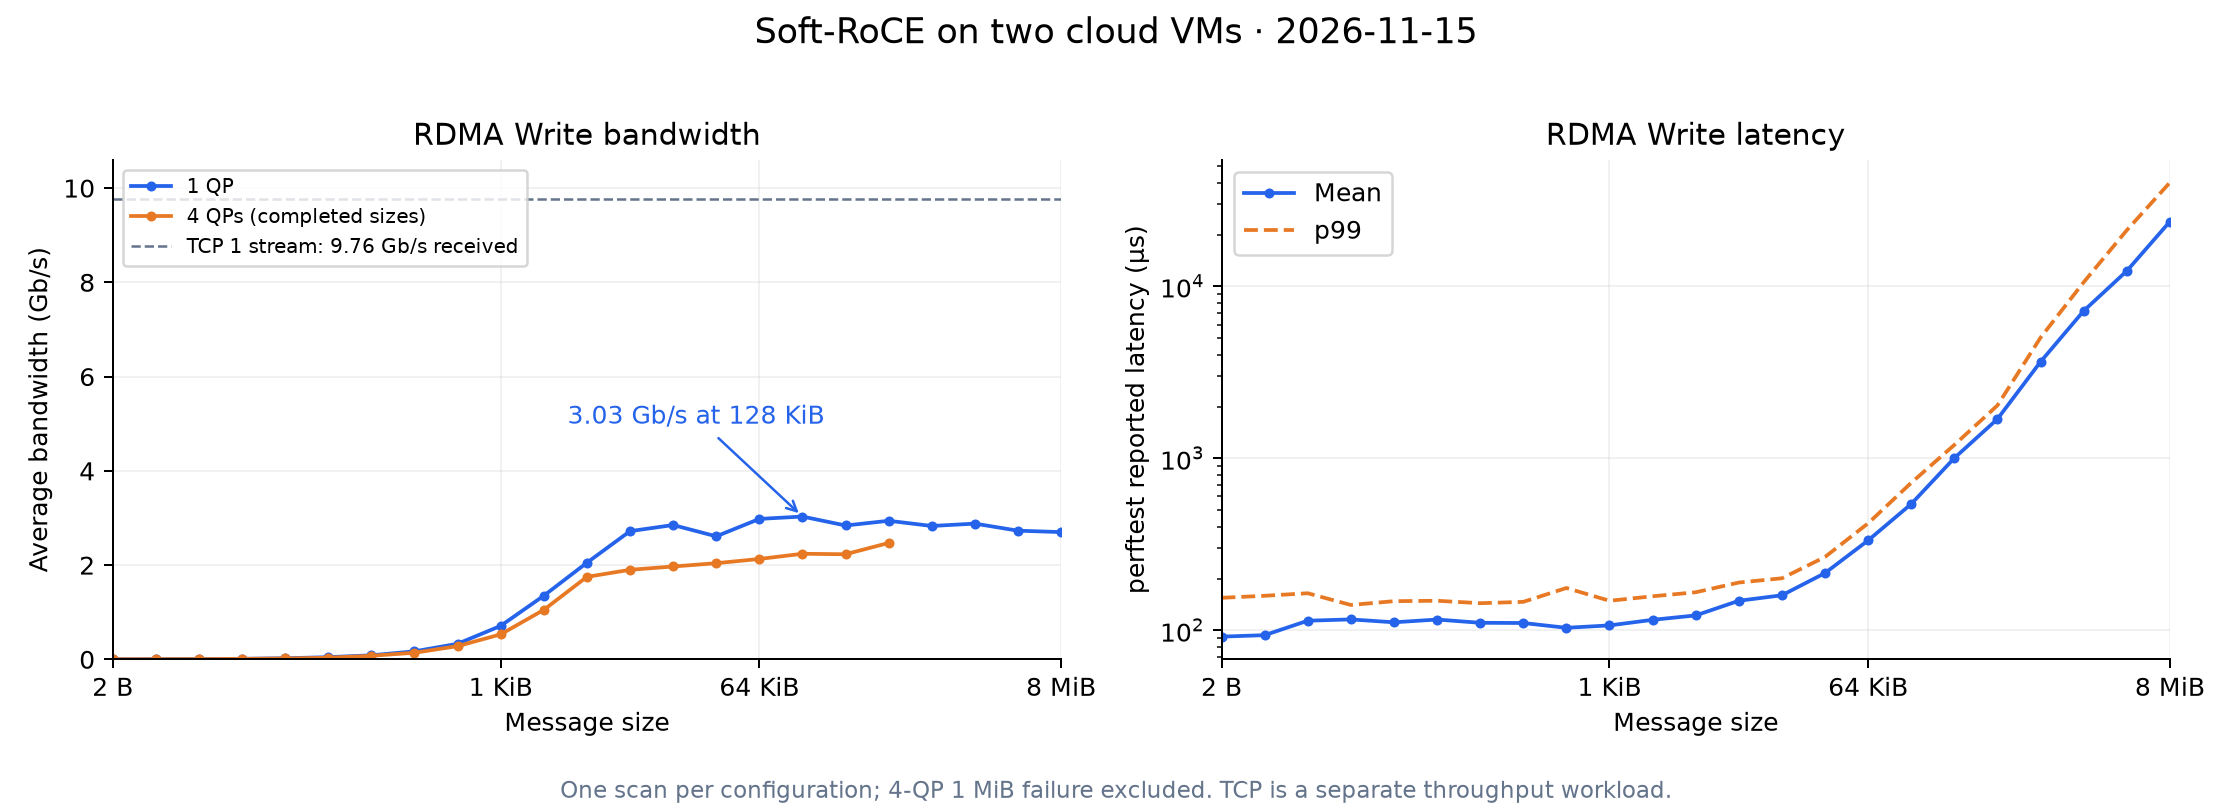 Soft-RoCE on two cloud VMs · 2026-11-15
RDMA Write bandwidth
Average bandwidth (Gb/s)
10
8
6
4
2
0
1 QP
4 QPs (completed sizes)
TCP 1 stream: 9.76 Gb/s received
3.03 Gb/s at 128 KiB
2 B
1 KiB
64 KiB
8 MiB
Message size
RDMA Write latency
perftest reported latency (µs)
10⁴
10³
10²
Mean
p99
2 B
1 KiB
64 KiB
8 MiB
Message size
One scan per configuration; 4-QP 1 MiB failure excluded. TCP is a separate throughput workload.